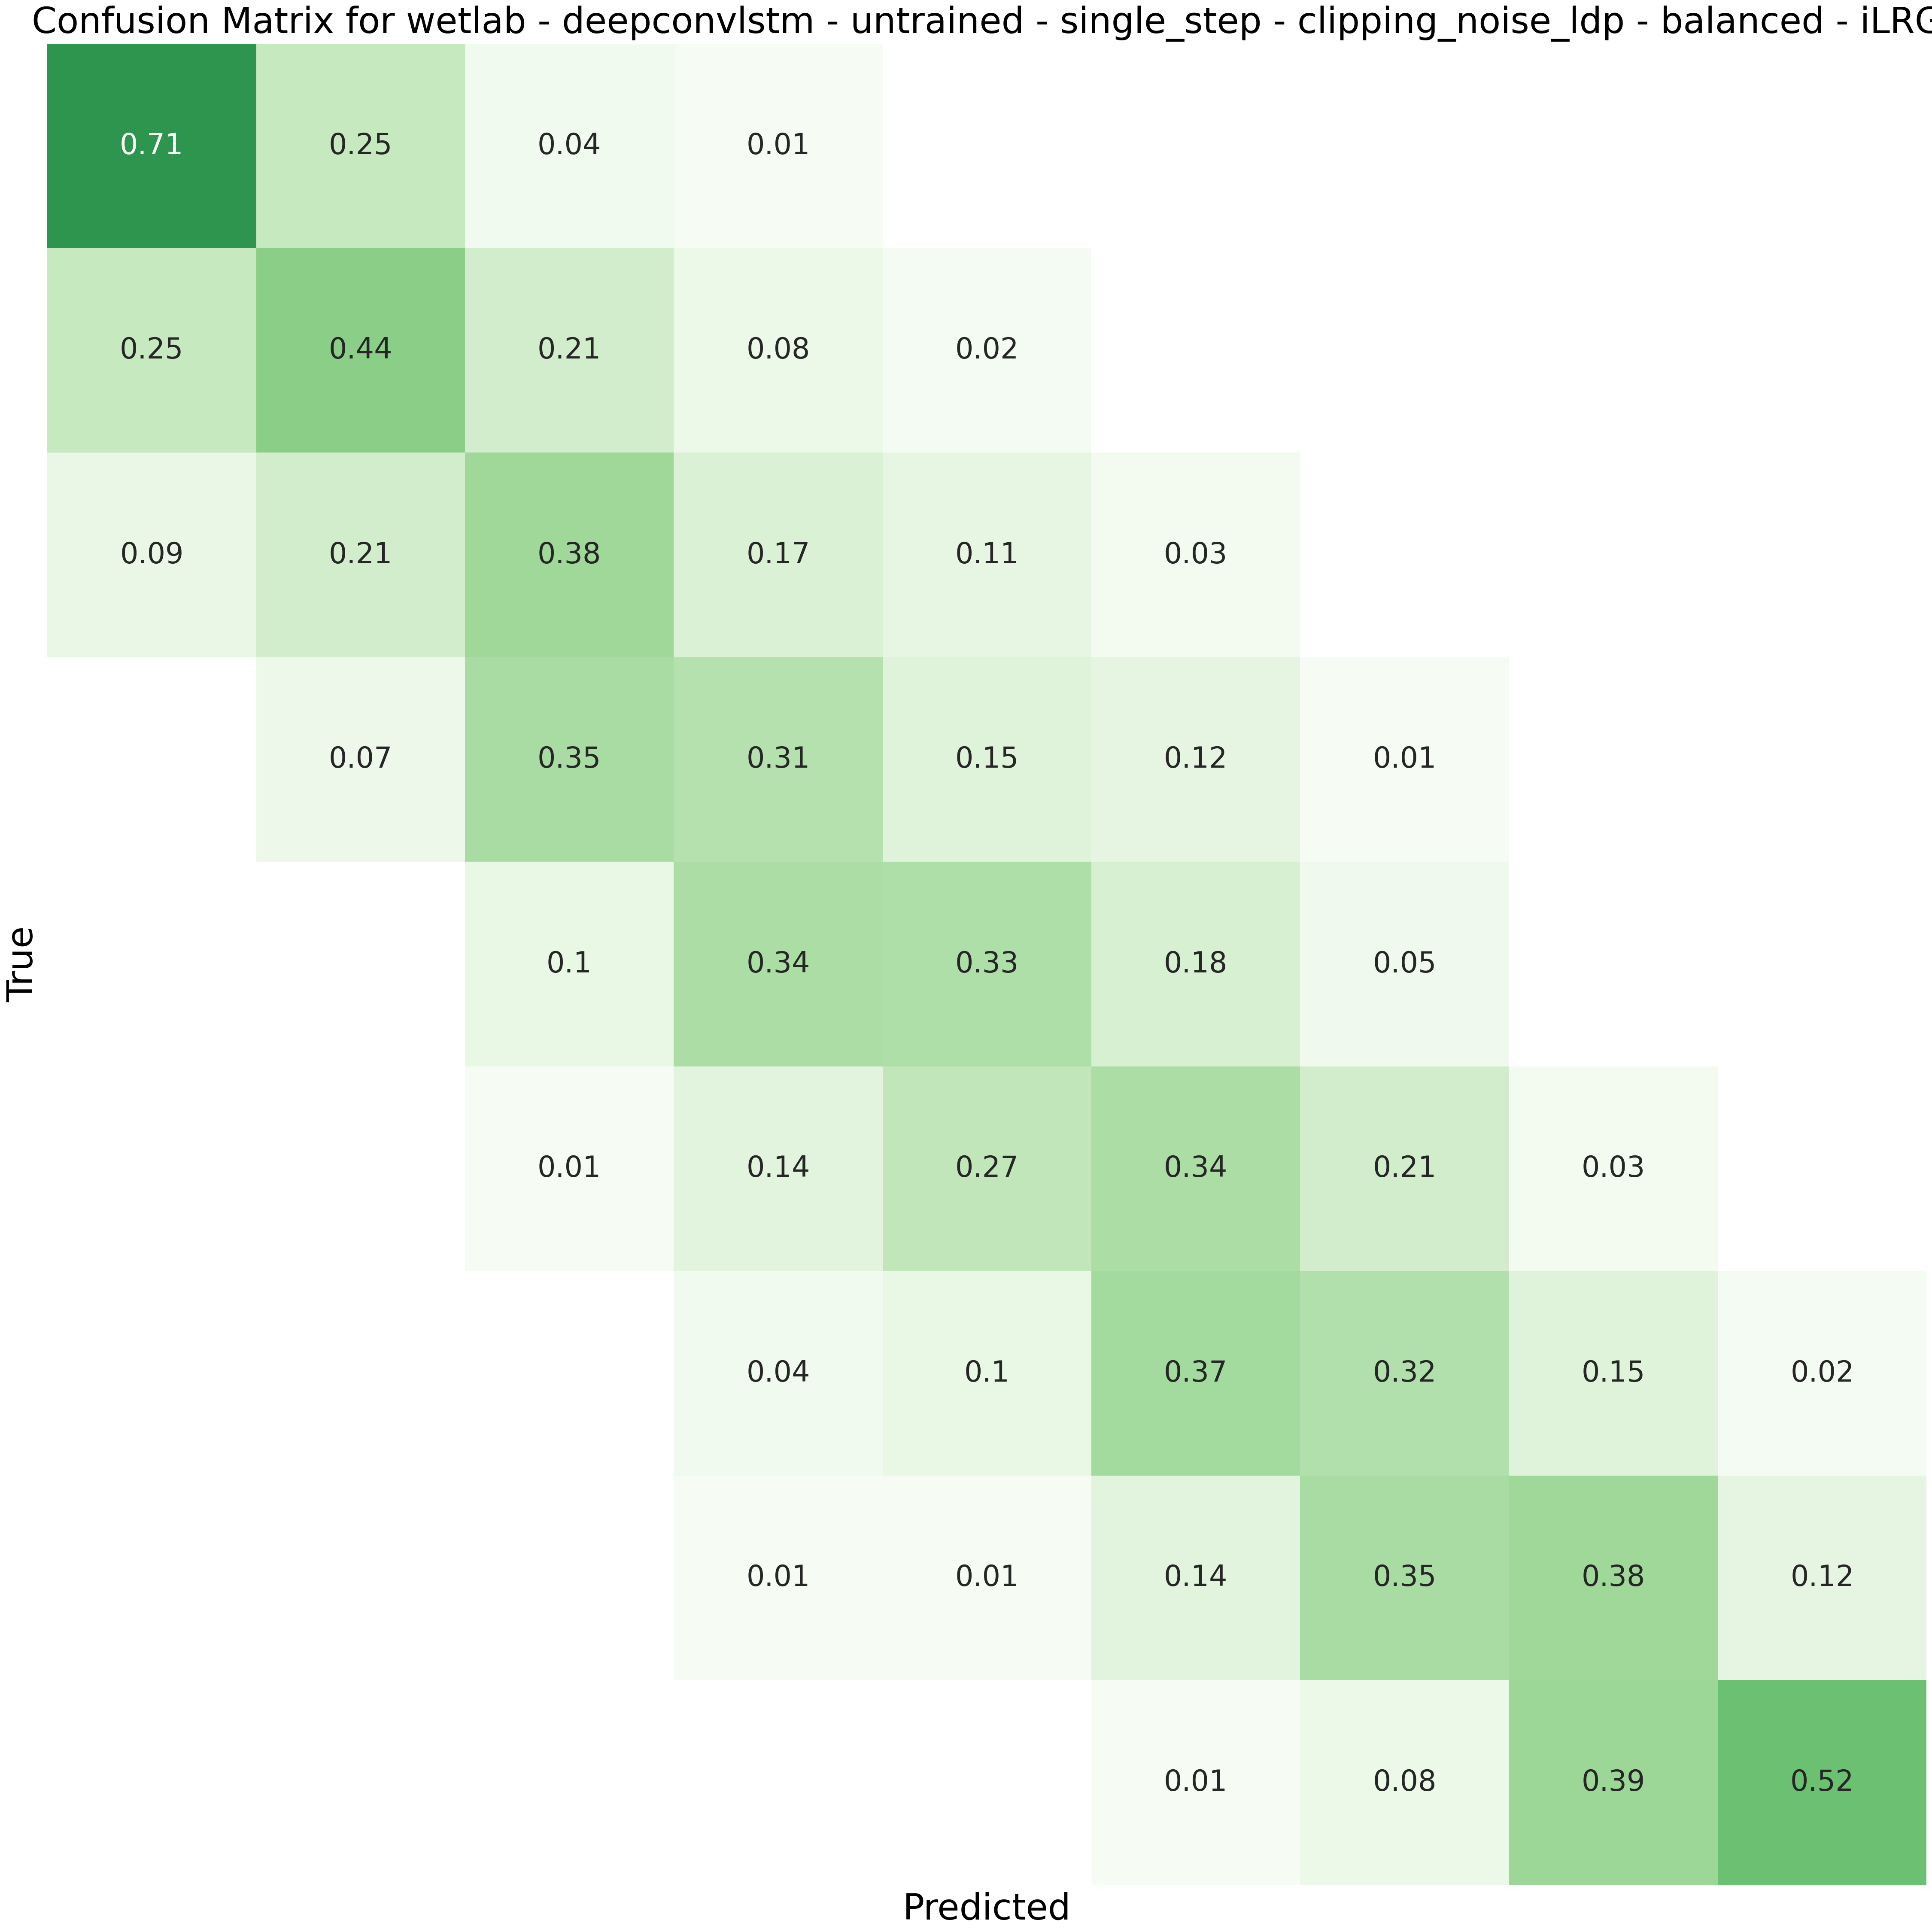 Confusion Matrix for wetlab - deepconvlstm - untrained - single_step - clipping_noise_ldp - balanced - iLRG
0.71 0.25 0.04 0.01
0.25 0.44 0.21 0.08 0.02
0.09 0.21 0.38 0.17 0.11 0.03
0.07 0.35 0.31 0.15 0.12 0.01
0.1 0.34 0.33 0.18 0.05
0.01 0.14 0.27 0.34 0.21 0.03
0.04 0.1 0.37 0.32 0.15 0.02
0.01 0.01 0.14 0.35 0.38 0.12
0.01 0.08 0.39 0.52
True
Predicted